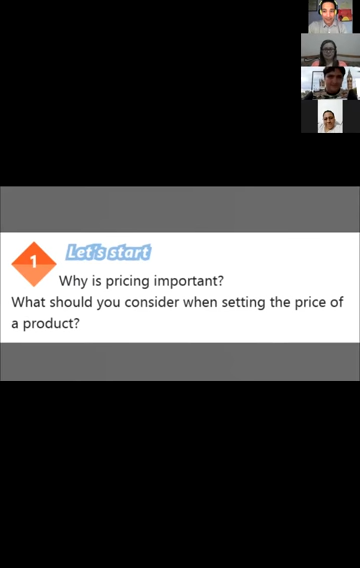 1
Let's start
Why is pricing important?
What should you consider when setting the price of
a product?